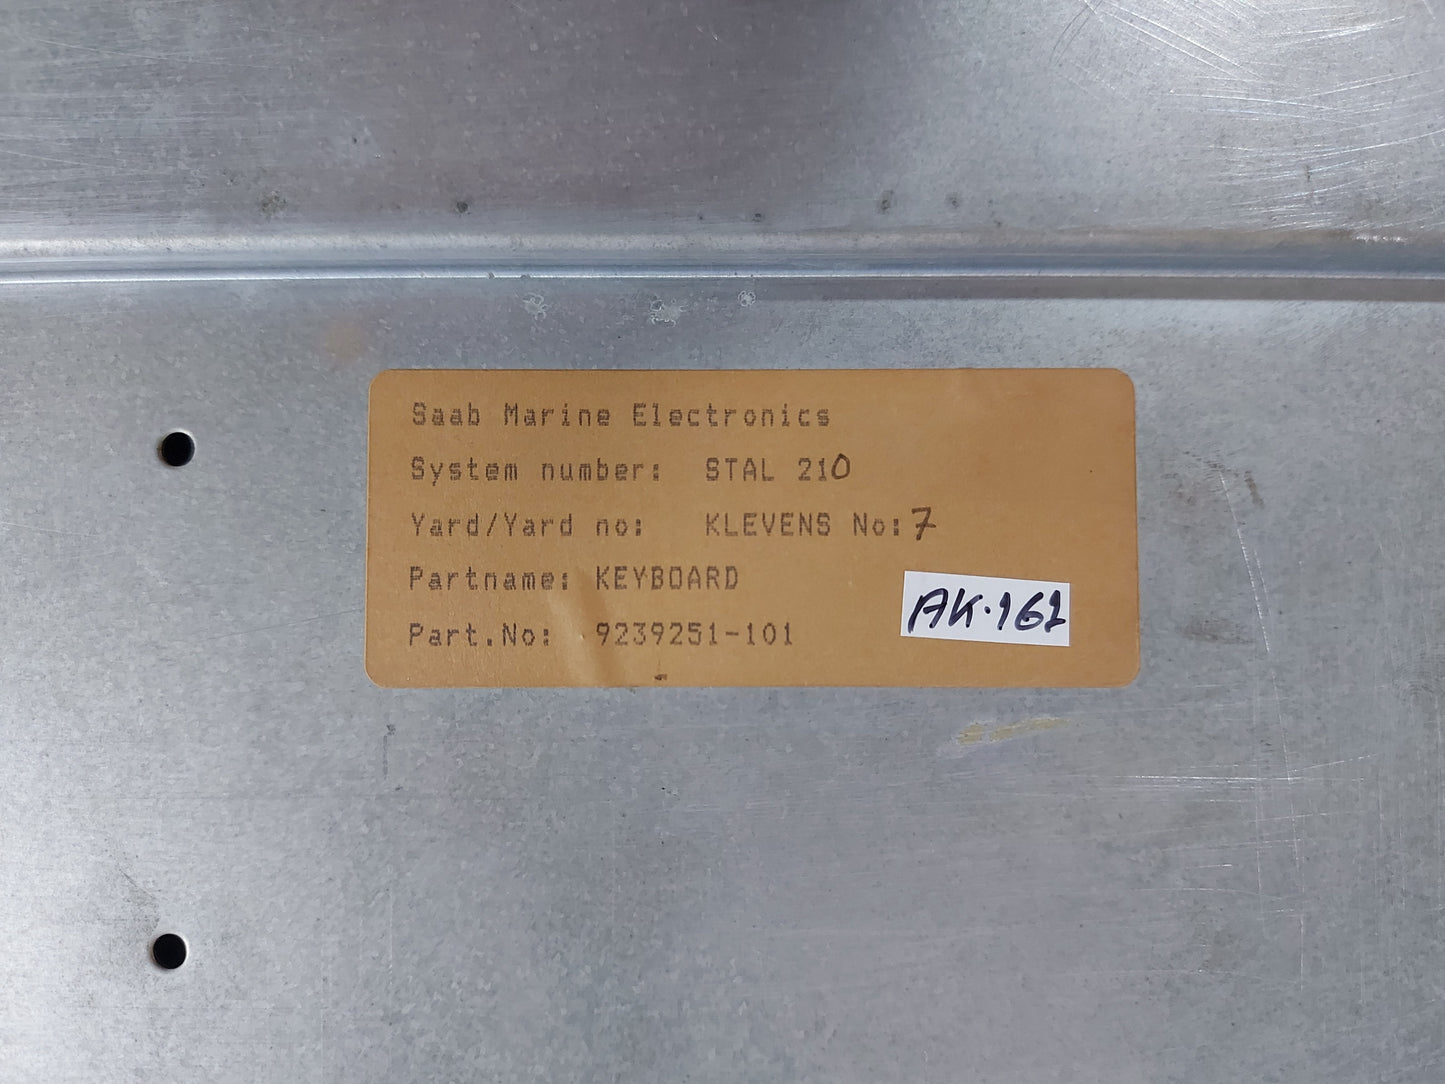 Saab Marine Electronics
System number: STAL 210
Yard/Yard no: KLEVENS No:7
Partname: KEYBOARD
Part.No: 9239251-101
AK-161